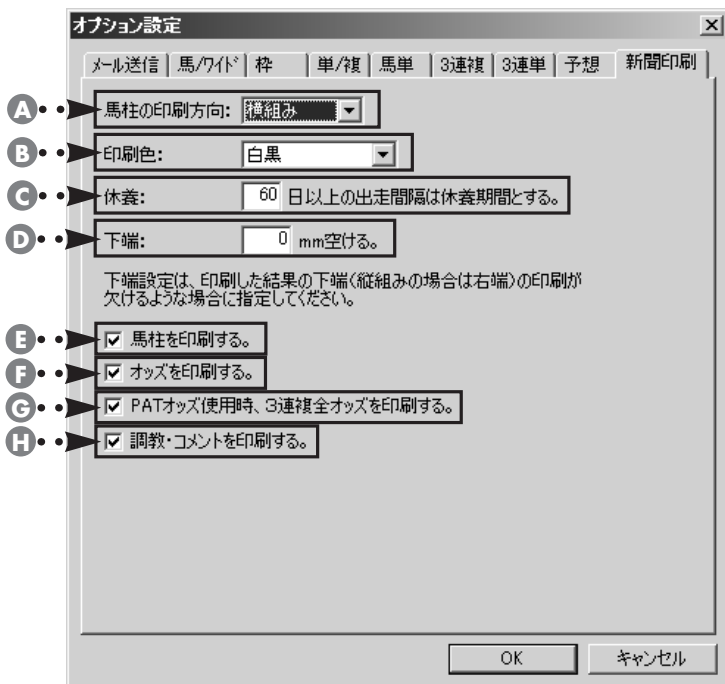 オプション設定
メール送信 馬/ワイド 枠 単/複 馬単 3連複 3連単 予想 新聞印刷
A 馬柱の印刷方向: 横組み
B 印刷色: 白黒
C 休養: 60 日以上の出走間隔は休養期間とする。
D 下端: 0 mm空ける。
下端設定は、印刷した結果の下端(縦組みの場合は右端)の印刷が
欠けるような場合に指定してください。
E 馬柱を印刷する。
F オッズを印刷する。
G PATオッズ使用時、3連複全オッズを印刷する。
H 調教・コメントを印刷する。
OK キャンセル